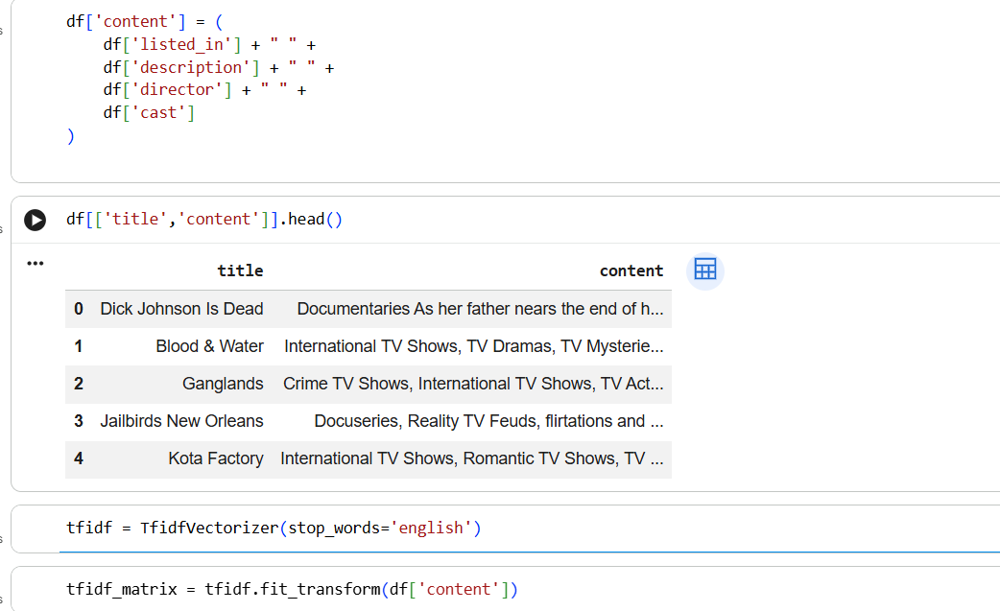 df['content'] = (
df['listed_in'] + " " +
df['description'] + " " +
df['director'] + " " +
df['cast']
)
df[['title','content']].head()
title content
0 Dick Johnson Is Dead Documentaries As her father nears the end of h...
1 Blood & Water International TV Shows, TV Dramas, TV Mysterie...
2 Ganglands Crime TV Shows, International TV Shows, TV Act...
3 Jailbirds New Orleans Docuseries, Reality TV Feuds, flirtations and ...
4 Kota Factory International TV Shows, Romantic TV Shows, TV ...
tfidf = TfidfVectorizer(stop_words='english')
tfidf_matrix = tfidf.fit_transform(df['content'])